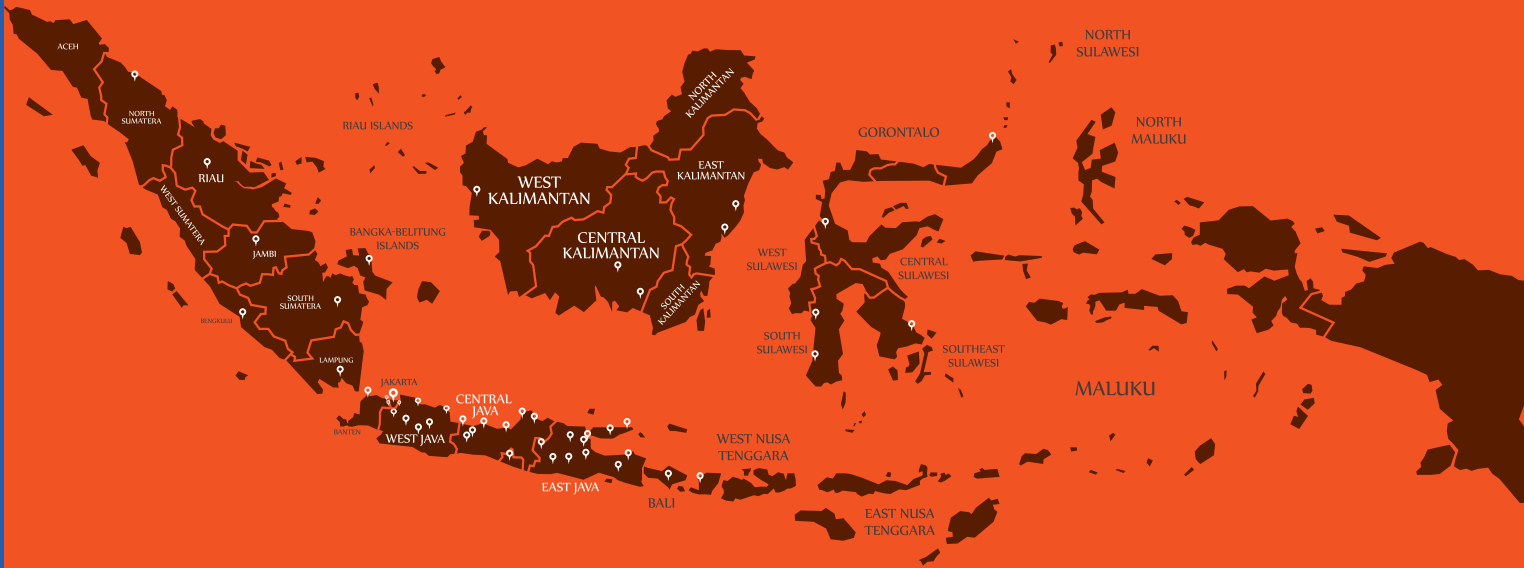 ACEH
NORTH
SUMATERA
RIAU
WEST SUMATERA
JAMBI
SOUTH
SUMATERA
BENGKULU
LAMPUNG
RIAU ISLANDS
BANGKA-BELITUNG
ISLANDS
JAKARTA
BANTEN
WEST JAVA
CENTRAL
JAVA
EAST JAVA
BALI
WEST
KALIMANTAN
CENTRAL
KALIMANTAN
NORTH
KALIMANTAN
EAST
KALIMANTAN
SOUTH
KALIMANTAN
GORONTALO
NORTH
SULAWESI
WEST
SULAWESI
CENTRAL
SULAWESI
SOUTH
SULAWESI
SOUTHEAST
SULAWESI
NORTH
MALUKU
MALUKU
WEST NUSA
TENGGARA
EAST NUSA
TENGGARA